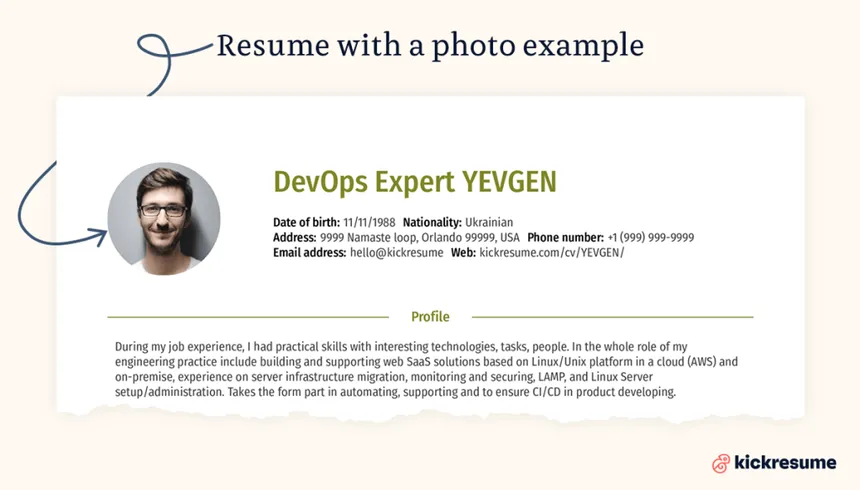 Resume with a photo example
DevOps Expert YEVGEN
Date of birth: 11/11/1988 Nationality: Ukrainian
Address: 9999 Namaste loop, Orlando 99999, USA Phone number: +1 (999) 999-9999
Email address: hello@kickresume Web: kickresume.com/cv/YEVGEN/
Profile
During my job experience, I had practical skills with interesting technologies, tasks, people. In the whole role of my
engineering practice include building and supporting web SaaS solutions based on Linux/Unix platform in a cloud (AWS) and
on-premise, experience on server infrastructure migration, monitoring and securing, LAMP, and Linux Server
setup/administration. Takes the form part in automating, supporting and to ensure CI/CD in product developing.
kickresume